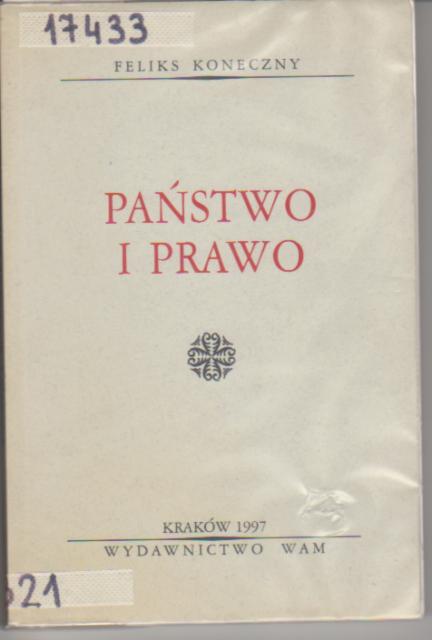 17433
FELIKS KONECZNY
PAŃSTWO
I PRAWO
KRAKÓW 1997
WYDAWNICTWO WAM
21